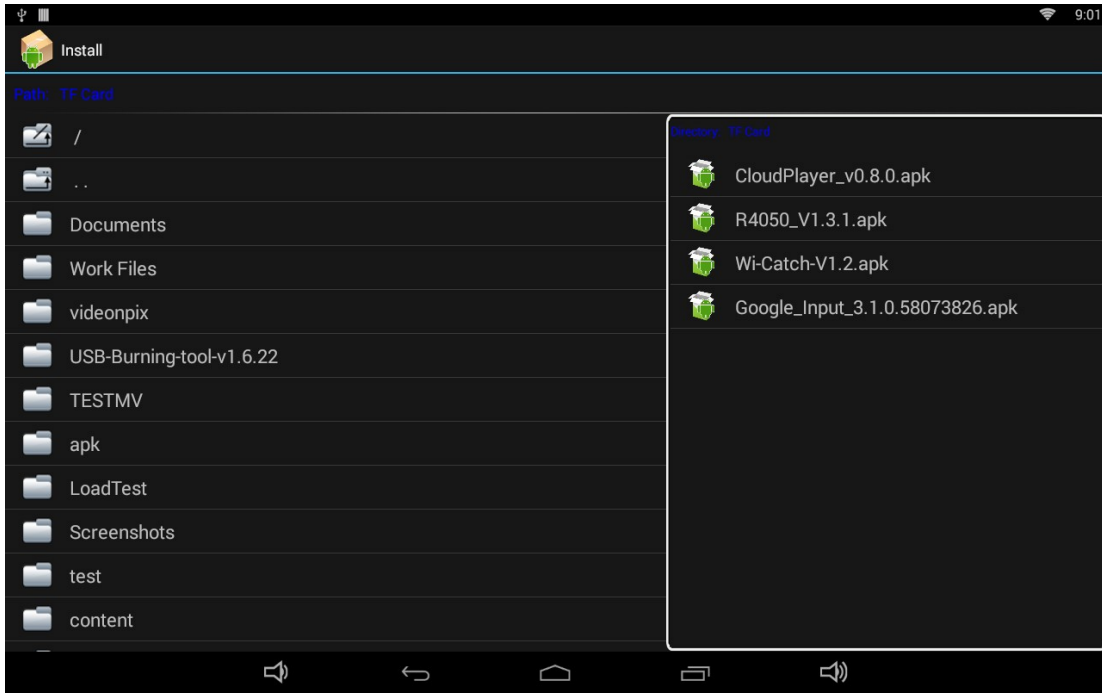 9:01
Install
Path: TF Card
/
..
Documents
Work Files
videonpix
USB-Burning-tool-v1.6.22
TESTMV
apk
LoadTest
Screenshots
test
content
Directory: TF Card
CloudPlayer_v0.8.0.apk
R4050_V1.3.1.apk
Wi-Catch-V1.2.apk
Google_Input_3.1.0.58073826.apk